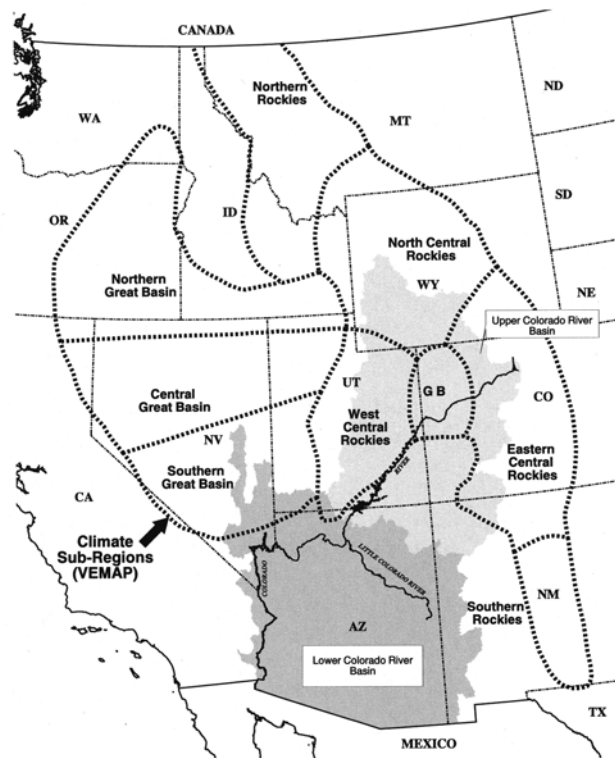 CANADA
Northern
Rockies
ND
WA
MT
SD
OR
ID
North Central
Rockies
WY
Northern
Great Basin
NE
Upper Colorado River
Basin
UT
G B
CO
Central
Great Basin
West
Central
Rockies
NV
Eastern
Central
Rockies
Southern
Great Basin
RIVER
CA
Climate
Sub-Regions
(VEMAP)
COLORADO
LITTLE COLORADO RIVER
NM
Southern
Rockies
AZ
Lower Colorado River
Basin
TX
MEXICO